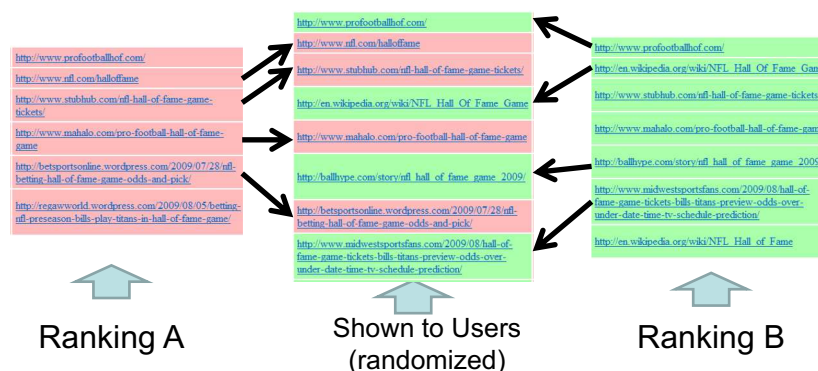 http://www.profootballhof.com/
http://www.nfl.com/halloffame
http://www.stubhub.com/nfl-hall-of-fame-game-
tickets/
http://www.mahalo.com/pro-football-hall-of-fame-
game
http://betsportsonline.wordpress.com/2009/07/28/nfl-
betting-hall-of-fame-game-odds-and-pick/
http://regawworld.wordpress.com/2009/08/05/betting-
nfl-preseason-bills-play-titans-in-hall-of-fame-game/
Ranking A
http://www.profootballhof.com/
http://www.nfl.com/halloffame
http://www.stubhub.com/nfl-hall-of-fame-game-tickets/
http://en.wikipedia.org/wiki/NFL_Hall_Of_Fame_Game
http://www.mahalo.com/pro-football-hall-of-fame-game
http://ballhype.com/story/nfl_hall_of_fame_game_2009/
http://betsportsonline.wordpress.com/2009/07/28/nfl-
betting-hall-of-fame-game-odds-and-pick/
http://www.midwestsportsfans.com/2009/08/hall-of-
fame-game-tickets-bills-titans-preview-odds-over-
under-date-time-tv-schedule-prediction/
Shown to Users
(randomized)
http://www.profootballhof.com/
http://en.wikipedia.org/wiki/NFL_Hall_Of_Fame_Gam
http://www.stubhub.com/nfl-hall-of-fame-game-tickets
http://www.mahalo.com/pro-football-hall-of-fame-gam
http://ballhype.com/story/nfl_hall_of_fame_game_2009
http://www.midwestsportsfans.com/2009/08/hall-of-
fame-game-tickets-bills-titans-preview-odds-over-
under-date-time-tv-schedule-prediction/
http://en.wikipedia.org/wiki/NFL_Hall_of_Fame
Ranking B